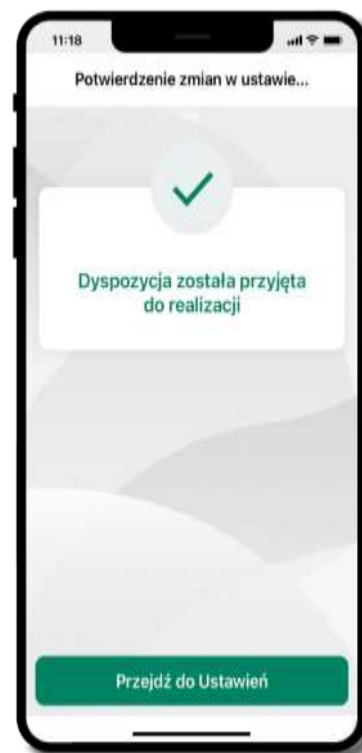 11:18
Potwierdzenie zmian w ustawie...
Dyspozycja została przyjęta
do realizacji
Przejdź do Ustawień